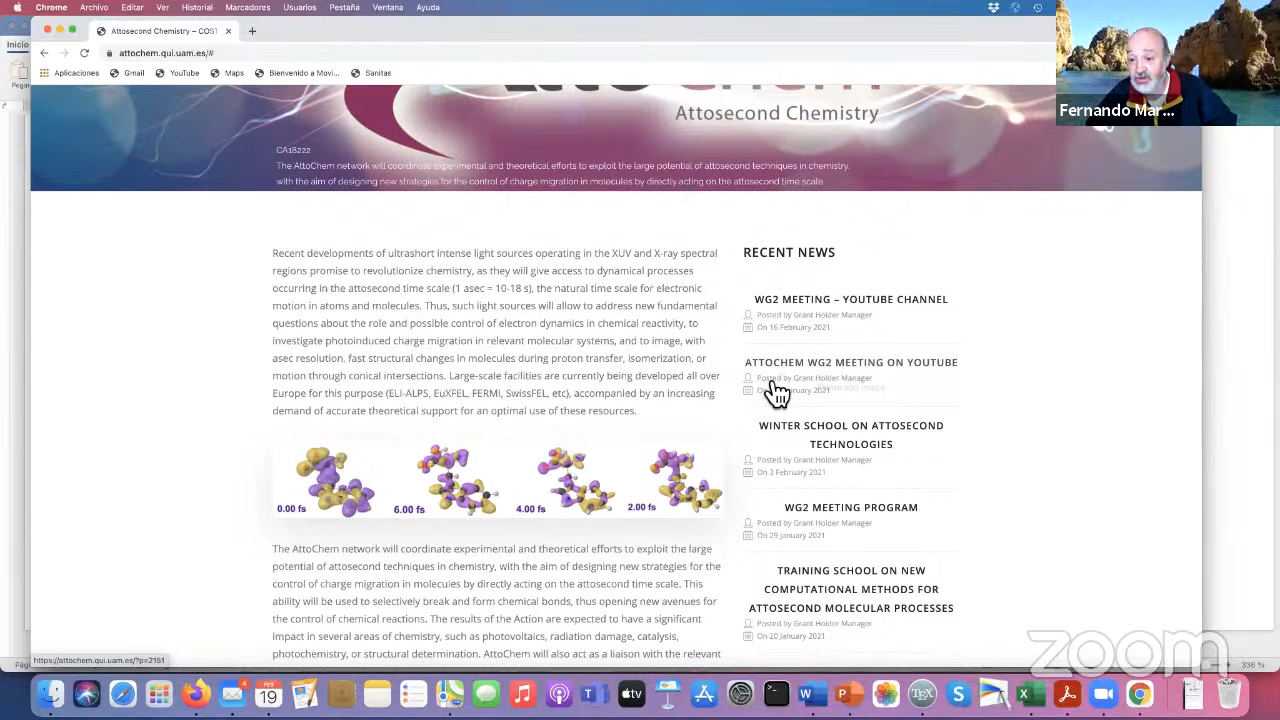 Chrome Archivo Editar Ver Historial Marcadores Usuarios Pestaña Ventana Ayuda
Inicio
Attosecond Chemistry – COST
attochem.qui.uam.es/#
Aplicaciones Gmail YouTube Maps Bienvenido a Movi... Sanitas
Attosecond Chemistry
Fernando Mar...
CA18222
The AttoChem network will coordinate experimental and theoretical efforts to exploit the large potential of attosecond techniques in chemistry,
with the aim of designing new strategies for the control of charge migration in molecules by directly acting on the attosecond time scale.
Recent developments of ultrashort intense light sources operating in the XUV and X-ray spectral
regions promise to revolutionize chemistry, as they will give access to dynamical processes
occurring in the attosecond time scale (1 asec = 10-18 s), the natural time scale for electronic
motion in atoms and molecules. Thus, such light sources will allow to address new fundamental
questions about the role and possible control of electron dynamics in chemical reactivity, to
investigate photoinduced charge migration in relevant molecular systems, and to image, with
asec resolution, fast structural changes in molecules during proton transfer, isomerization, or
motion through conical intersections. Large-scale facilities are currently being developed all over
Europe for this purpose (ELI-ALPS, EuXFEL, FERMI, SwissFEL, etc), accompanied by an increasing
demand of accurate theoretical support for an optimal use of these resources.
0.00 fs 6.00 fs 4.00 fs 2.00 fs
The AttoChem network will coordinate experimental and theoretical efforts to exploit the large
potential of attosecond techniques in chemistry, with the aim of designing new strategies for the
control of charge migration in molecules by directly acting on the attosecond time scale. This
ability will be used to selectively break and form chemical bonds, thus opening new avenues for
the control of chemical reactions. The results of the Action are expected to have a significant
impact in several areas of chemistry, such as photovoltaics, radiation damage, catalysis,
photochemistry, or structural determination. AttoChem will also act as a liaison with the relevant
RECENT NEWS
WG2 MEETING – YOUTUBE CHANNEL
Posted by Grant Holder Manager
On 16 February 2021
ATTOCHEM WG2 MEETING ON YOUTUBE
Posted by Grant Holder Manager
February 2021
WINTER SCHOOL ON ATTOSECOND
TECHNOLOGIES
Posted by Grant Holder Manager
On 3 February 2021
WG2 MEETING PROGRAM
Posted by Grant Holder Manager
On 29 January 2021
TRAINING SCHOOL ON NEW
COMPUTATIONAL METHODS FOR
ATTOSECOND MOLECULAR PROCESSES
Posted by Grant Holder Manager
On 20 January 2021
https://attochem.qui.uam.es/?p=2151
336 %
zoom